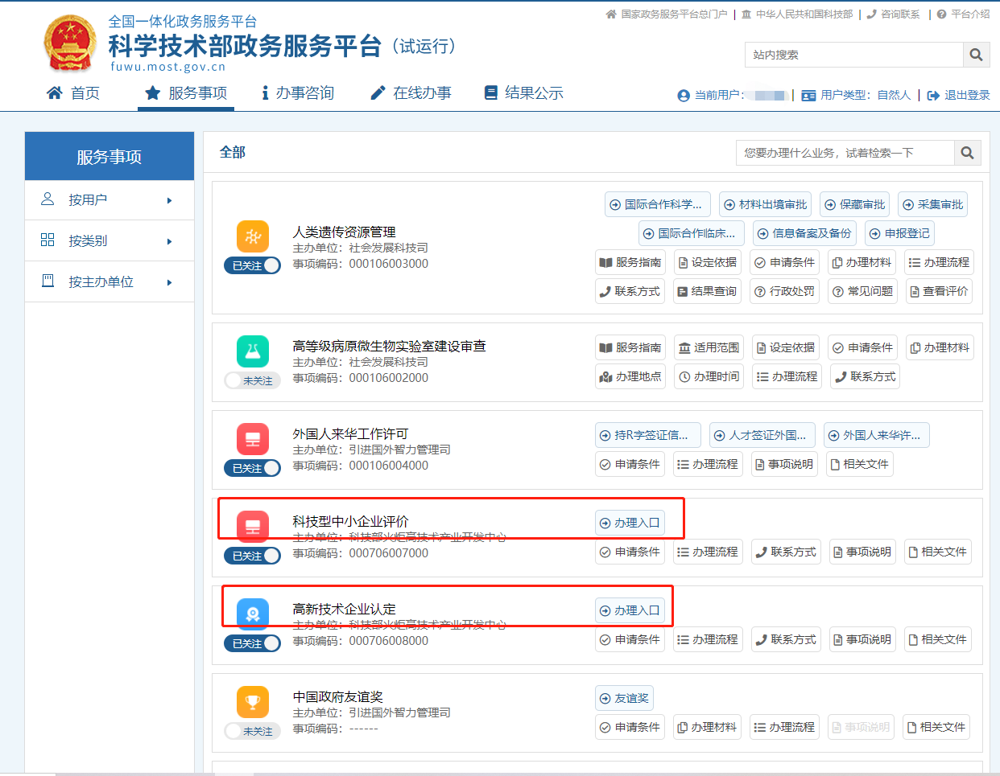 国家政务服务平台总门户 | 中华人民共和国科技部 | 咨询联系 | 平台介绍
全国一体化政务服务平台
科学技术部政务服务平台（试运行）
fuwu.most.gov.cn
站内搜索
首页 服务事项 办事咨询 在线办事 结果公示
当前用户： | 用户类型：自然人 | 退出登录
服务事项
按用户
按类别
按主办单位
全部
您要办理什么业务，试着检索一下
人类遗传资源管理
主办单位：社会发展科技司
事项编码：000106003000
已关注
国际合作科学... 材料出境审批 保藏审批 采集审批
国际合作临床... 信息备案及备份 申报登记
服务指南 设定依据 申请条件 办理材料 办理流程
联系方式 结果查询 行政处罚 常见问题 查看评价
高等级病原微生物实验室建设审查
主办单位：社会发展科技司
事项编码：000106002000
未关注
服务指南 适用范围 设定依据 申请条件 办理材料
办理地点 办理时间 办理流程 联系方式
外国人来华工作许可
主办单位：引进国外智力管理司
事项编码：000106004000
已关注
持R字签证信... 人才签证外国... 外国人来华许...
申请条件 办理流程 事项说明 相关文件
科技型中小企业评价
主办单位：科技部火炬高技术产业开发中心
事项编码：000706007000
已关注
办理入口
申请条件 办理流程 联系方式 事项说明 相关文件
高新技术企业认定
主办单位：科技部火炬高技术产业开发中心
事项编码：000706008000
已关注
办理入口
申请条件 办理流程 联系方式 事项说明 相关文件
中国政府友谊奖
主办单位：引进国外智力管理司
事项编码：------
未关注
友谊奖
申请条件 办理材料 办理流程 事项说明 相关文件